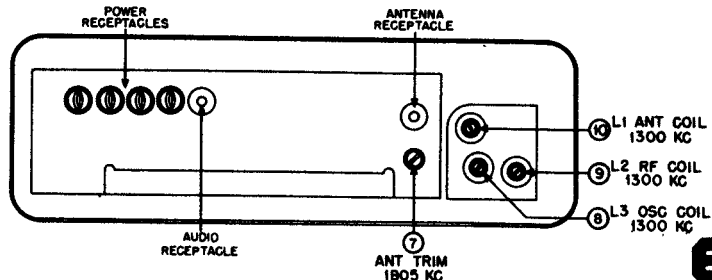 POWER
RECEPTACLES
ANTENNA
RECEPTACLE
10 L1 ANT COIL
1300 KC
9 L2 RF COIL
1300 KC
8 L3 OSC COIL
1300 KC
AUDIO
RECEPTACLE
7
ANT TRIM
1805 KC